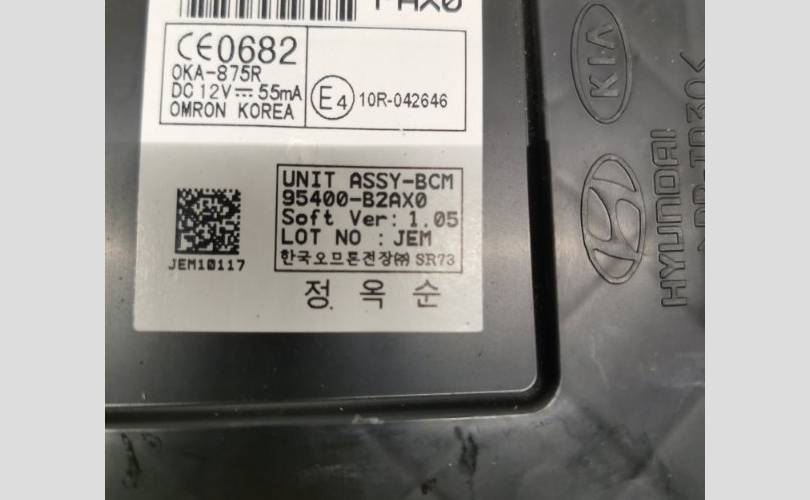 CE0682
OKA-875R
DC 12V ⎓ 55mA
OMRON KOREA
E4 10R-042646
UNIT ASSY-BCM
95400-B2AX0
Soft Ver: 1.05
LOT NO : JEM
한국오므론전장㈜ SR73
JEM10117
정 옥 순
KIA
HYUNDAI